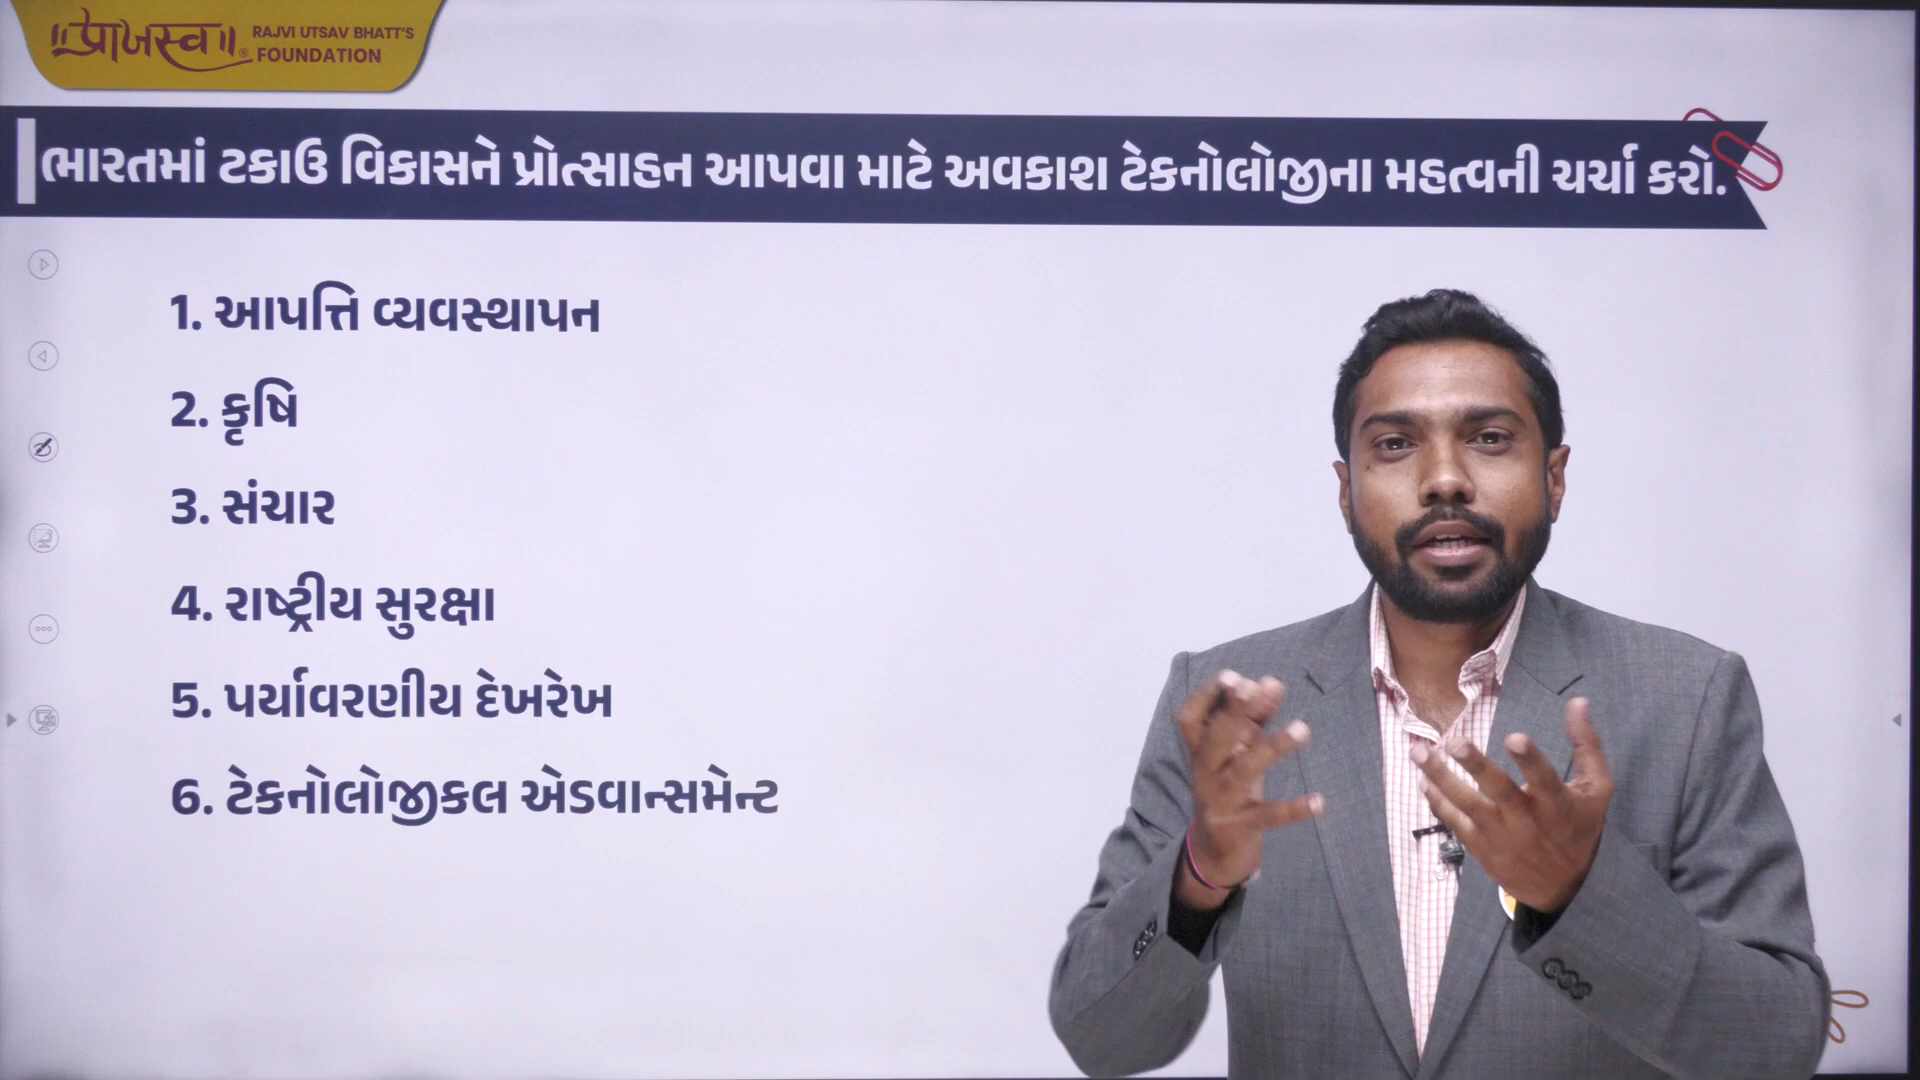 ॥प्राजस्व॥®
RAJVI UTSAV BHATT'S
FOUNDATION
ભારતમાં ટકાઉ વિકાસને પ્રોત્સાહન આપવા માટે અવકાશ ટેકનોલોજીના મહત્વની ચર્ચા કરો.
1. આપત્તિ વ્યવસ્થાપન
2. કૃષિ
3. સંચાર
4. રાષ્ટ્રીય સુરક્ષા
5. પર્યાવરણીય દેખરેખ
6. ટેકનોલોજીકલ એડવાન્સમેન્ટ